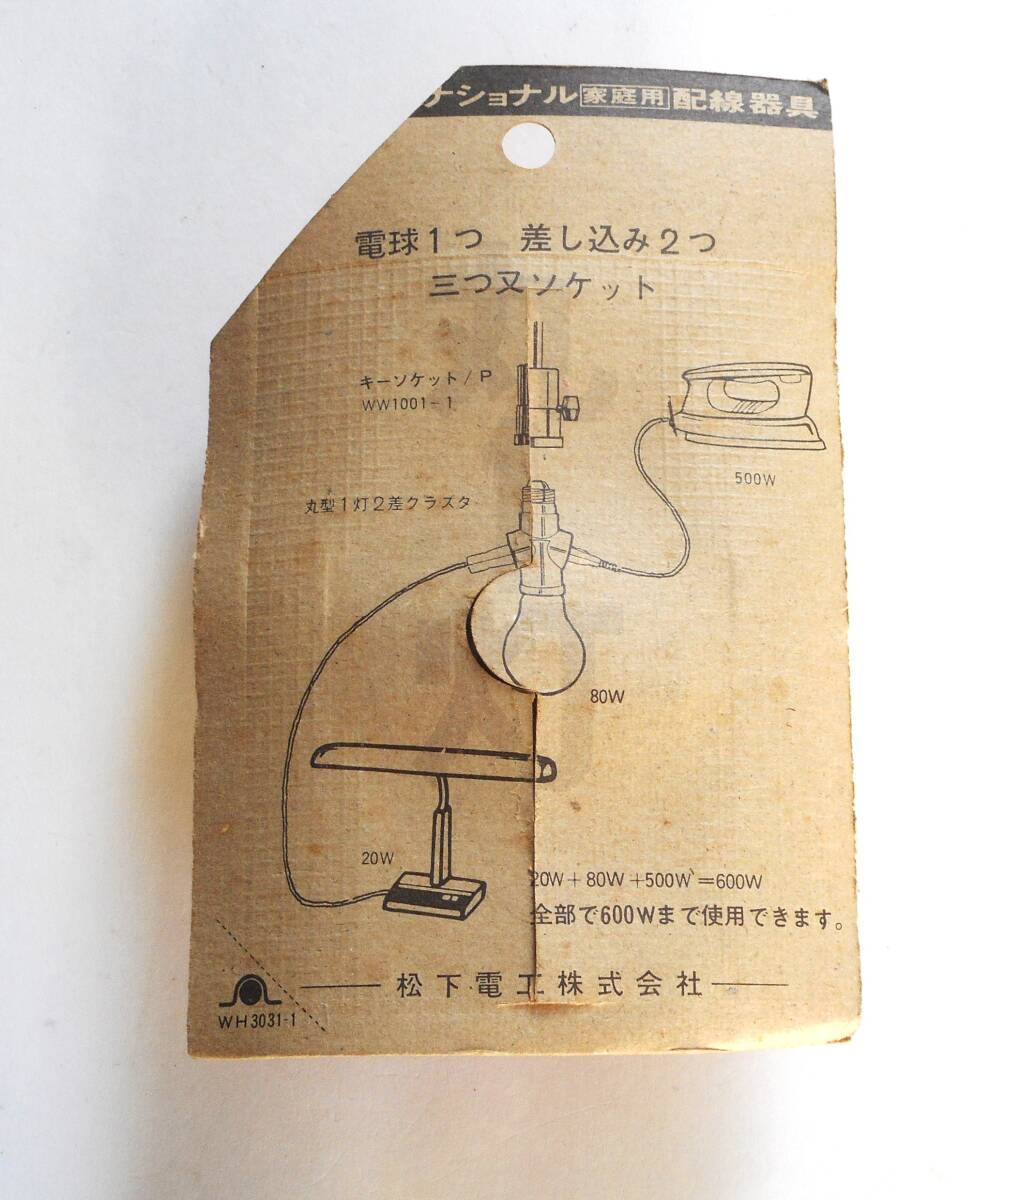 ナショナル 家庭用 配線器具
電球1つ 差し込み2つ
三つ又ソケット
キーソケット/P
WW1001-1
500W
丸型1灯2差クラスタ
80W
20W
20W+80W+500W=600W
全部で600Wまで使用できます。
松下電工株式会社
WH3031-1